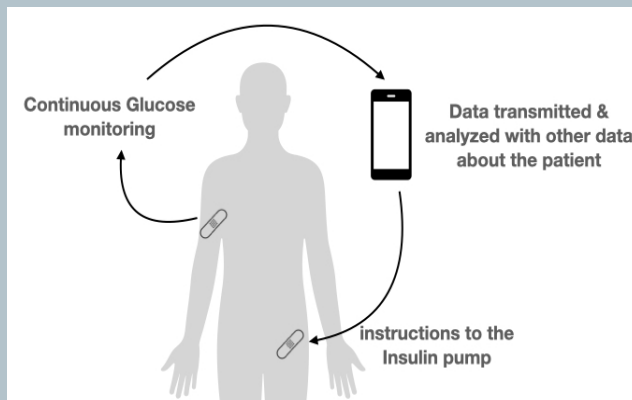 Continuous Glucose
monitoring
Data transmitted &
analyzed with other data
about the patient
instructions to the
Insulin pump